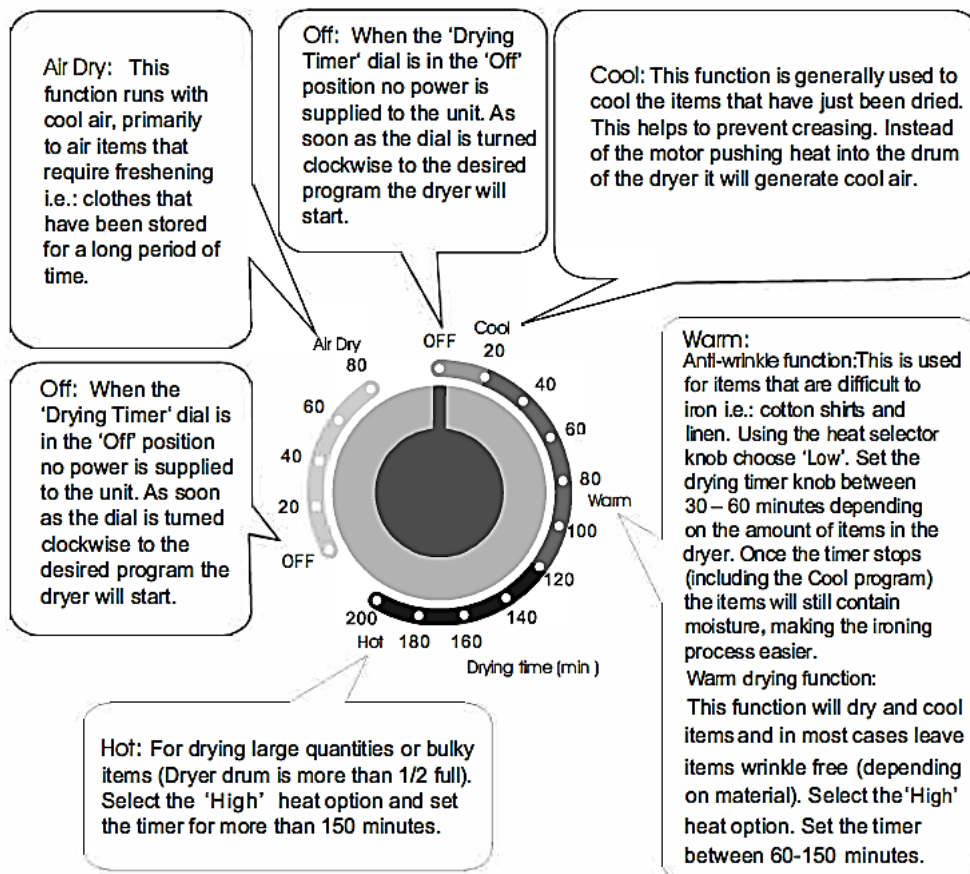 Air Dry: This
function runs with
cool air, primarily
to air items that
require freshening
i.e.: clothes that
have been stored
for a long period of
time.
Off: When the 'Drying
Timer' dial is in the 'Off'
position no power is
supplied to the unit. As
soon as the dial is turned
clockwise to the desired
program the dryer will
start.
Cool: This function is generally used to
cool the items that have just been dried.
This helps to prevent creasing. Instead
of the motor pushing heat into the drum
of the dryer it will generate cool air.
Off: When the
'Drying Timer' dial is
in the 'Off' position
no power is supplied
to the unit. As soon
as the dial is turned
clockwise to the
desired program the
dryer will start.
Air Dry
80
60
40
20
OFF
OFF
Cool
20
40
60
80
Warm
100
120
140
160
180
200
Hot
Drying time (min )
Warm:
Anti-wrinkle function:This is used
for items that are difficult to
iron i.e.: cotton shirts and
linen. Using the heat selector
knob choose 'Low'. Set the
drying timer knob between
30 – 60 minutes depending
on the amount of items in the
dryer. Once the timer stops
(including the Cool program)
the items will still contain
moisture, making the ironing
process easier.
Warm drying function:
This function will dry and cool
items and in most cases leave
items wrinkle free (depending
on material). Select the 'High'
heat option. Set the timer
between 60-150 minutes.
Hot: For drying large quantities or bulky
items (Dryer drum is more than 1/2 full).
Select the 'High' heat option and set
the timer for more than 150 minutes.